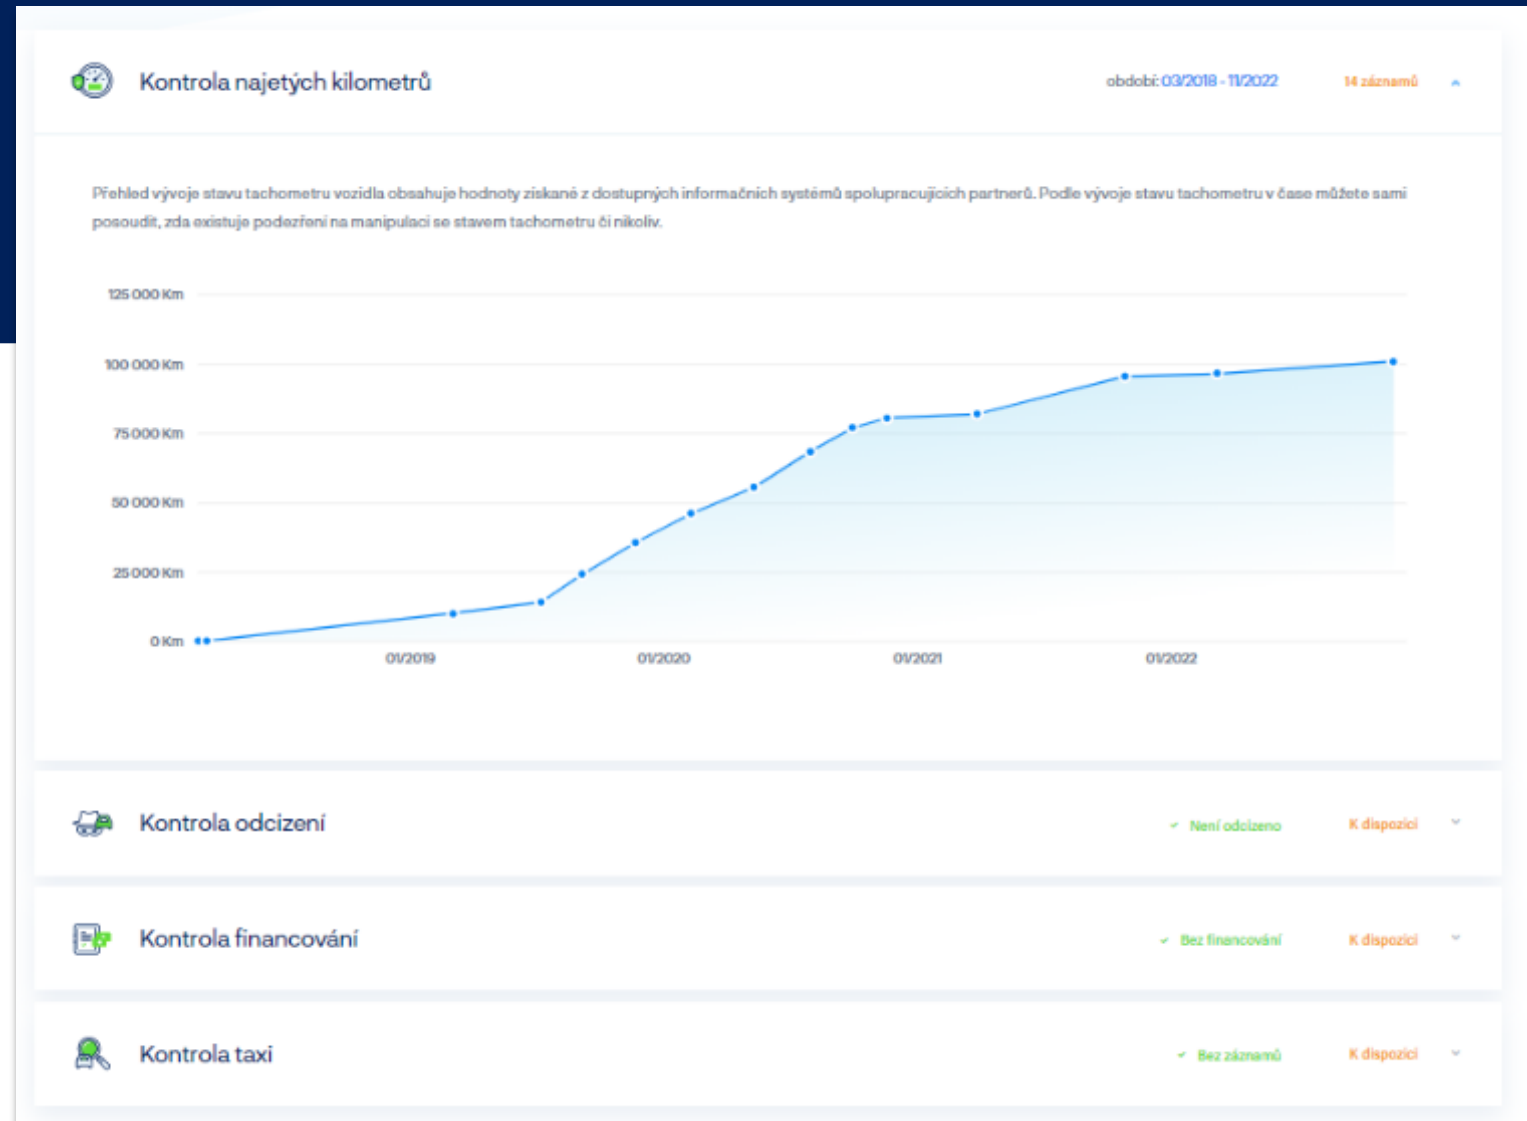 Kontrola najetých kilometrů
období: 03/2018 - 11/2022
14 záznamů
Přehled vývoje stavu tachometru vozidla obsahuje hodnoty získané z dostupných informačních systémů spolupracujících partnerů. Podle vývoje stavu tachometru v čase můžete sami
posoudit, zda existuje podezření na manipulaci se stavem tachometru či nikoliv.
125 000 Km
100 000 Km
75 000 Km
50 000 Km
25 000 Km
0 Km
01/2019
01/2020
01/2021
01/2022
Kontrola odcizení
Není odcizeno
K dispozici
Kontrola financování
Bez financování
K dispozici
Kontrola taxi
Bez záznamů
K dispozici